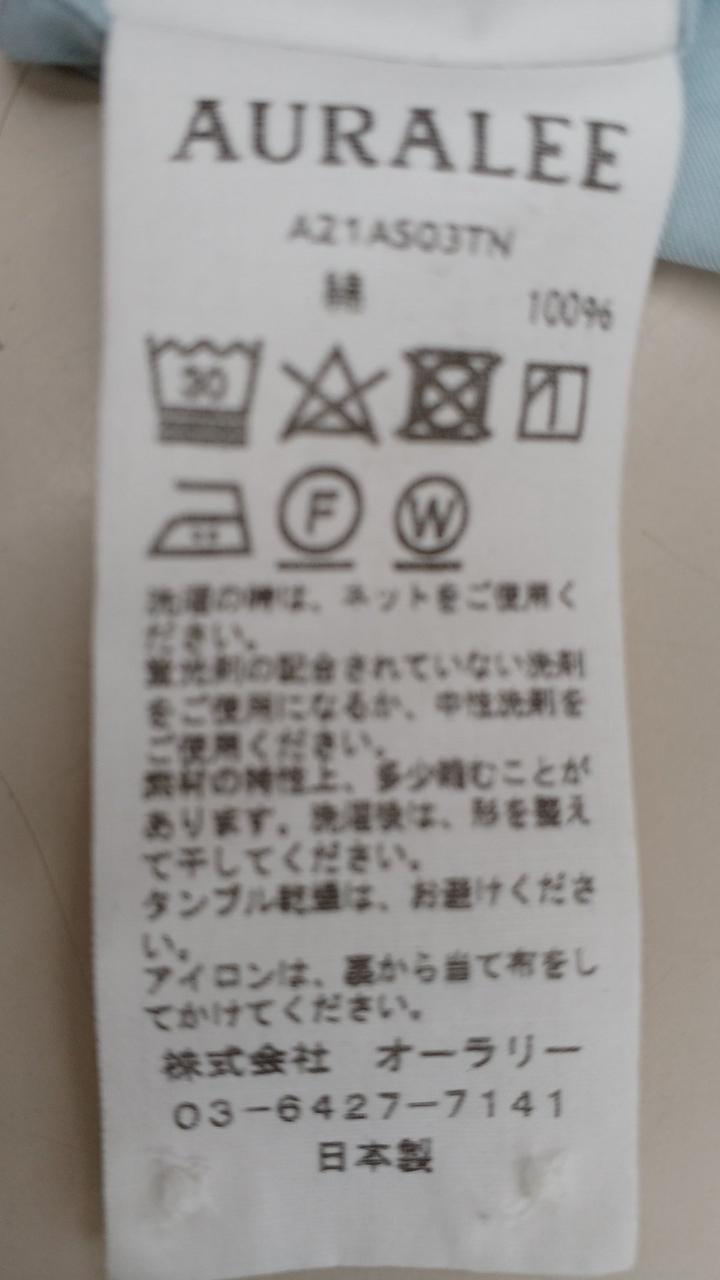 AURALEE
A21AS03TN
綿
10096
30
F W
洗濯の際は、ネットをご使用く
ださい。
蛍光剤の配合されていない洗剤
をご使用になるか、中性洗剤を
ご使用ください。
素材の特性上、多少縮むことが
あります。洗濯後は、形を整え
て干してください。
タンブル乾燥は、お避けくださ
い。
アイロンは、裏から当て布をし
てかけてください。
株式会社　オーラリー
03-6427-7141
日本製